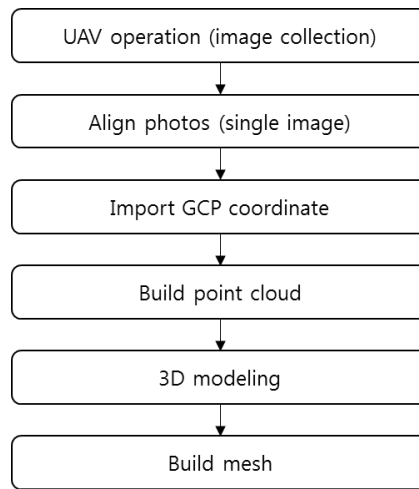 UAV operation (image collection)
Align photos (single image)
Import GCP coordinate
Build point cloud
3D modeling
Build mesh